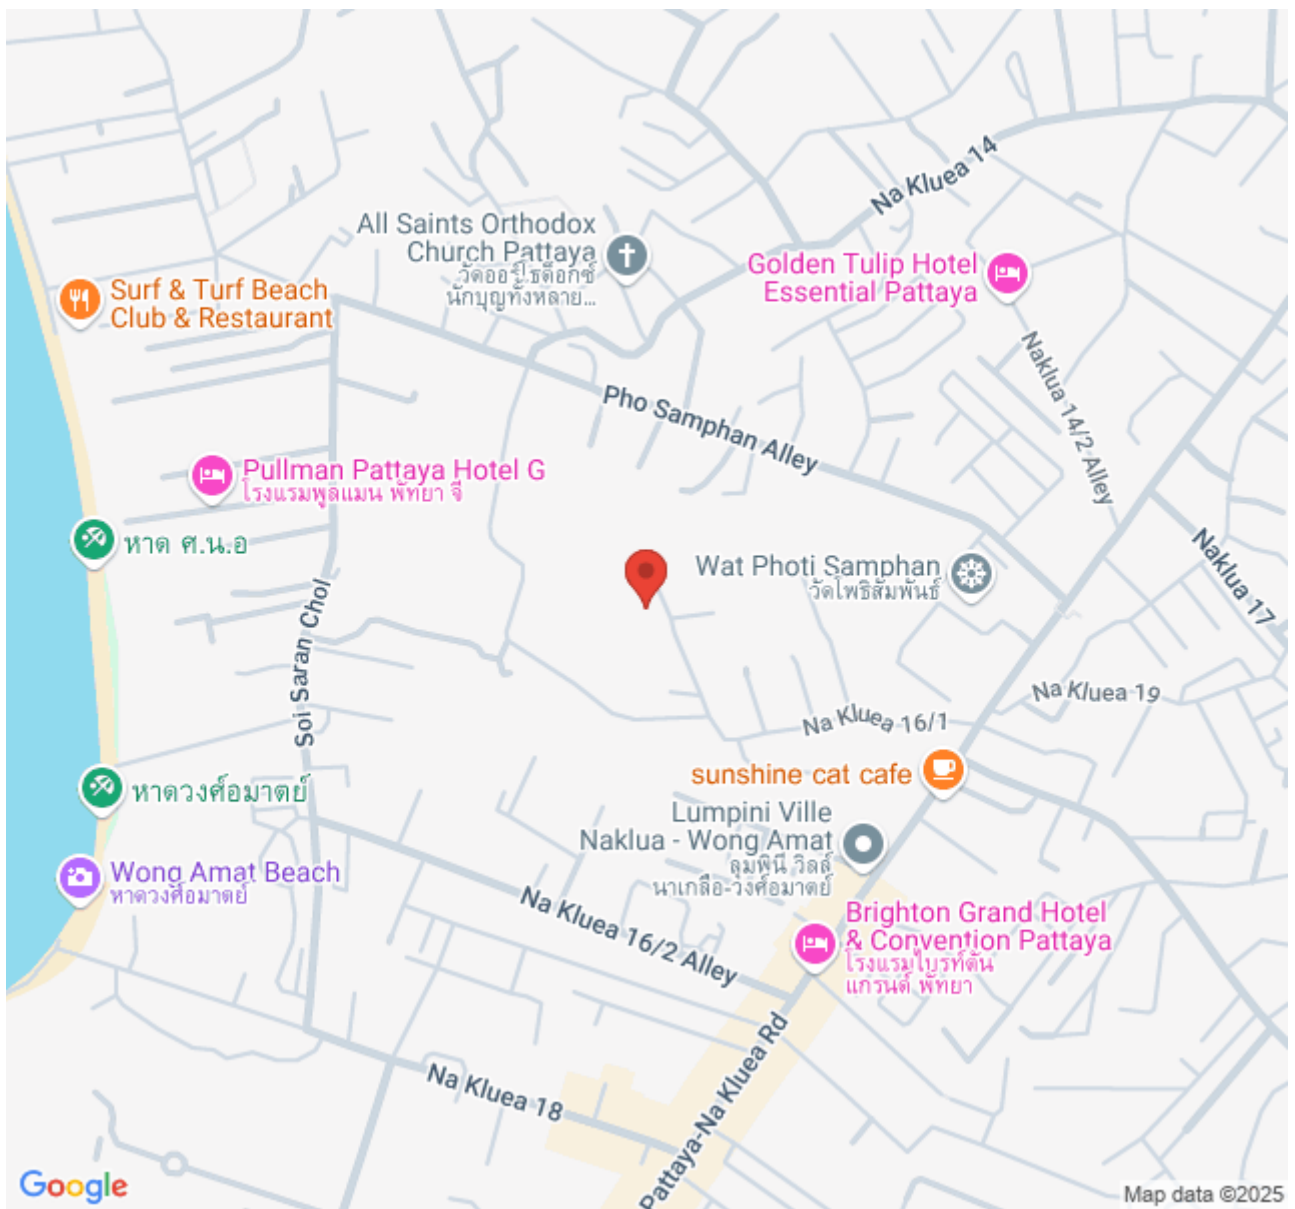 Na Kluea 14
All Saints Orthodox
Church Pattaya
วัดออร์โธด็อกซ์
นักบุญทั้งหลาย...
Golden Tulip Hotel
Essential Pattaya
Surf & Turf Beach
Club & Restaurant
Naklua 14/2 Alley
Pho Samphan Alley
Pullman Pattaya Hotel G
โรงแรมพูลแมน พัทยา จี
หาด ศ.น.อ
Wat Photi Samphan
วัดโพธิสัมพันธ์
Naklua 17
Soi Saran Chol
Na Kluea 19
Na Kluea 16/1
sunshine cat cafe
หาดวงศ์อมาตย์
Lumpini Ville
Naklua - Wong Amat
ลุมพินี วิลล์
นาเกลือ-วงศ์อมาตย์
Wong Amat Beach
หาดวงศ์อมาตย์
Na Kluea 16/2 Alley
Brighton Grand Hotel
& Convention Pattaya
โรงแรมไบรท์ตัน
แกรนด์ พัทยา
Na Kluea 18
Pattaya-Na Kluea Rd
Google
Map data ©2025